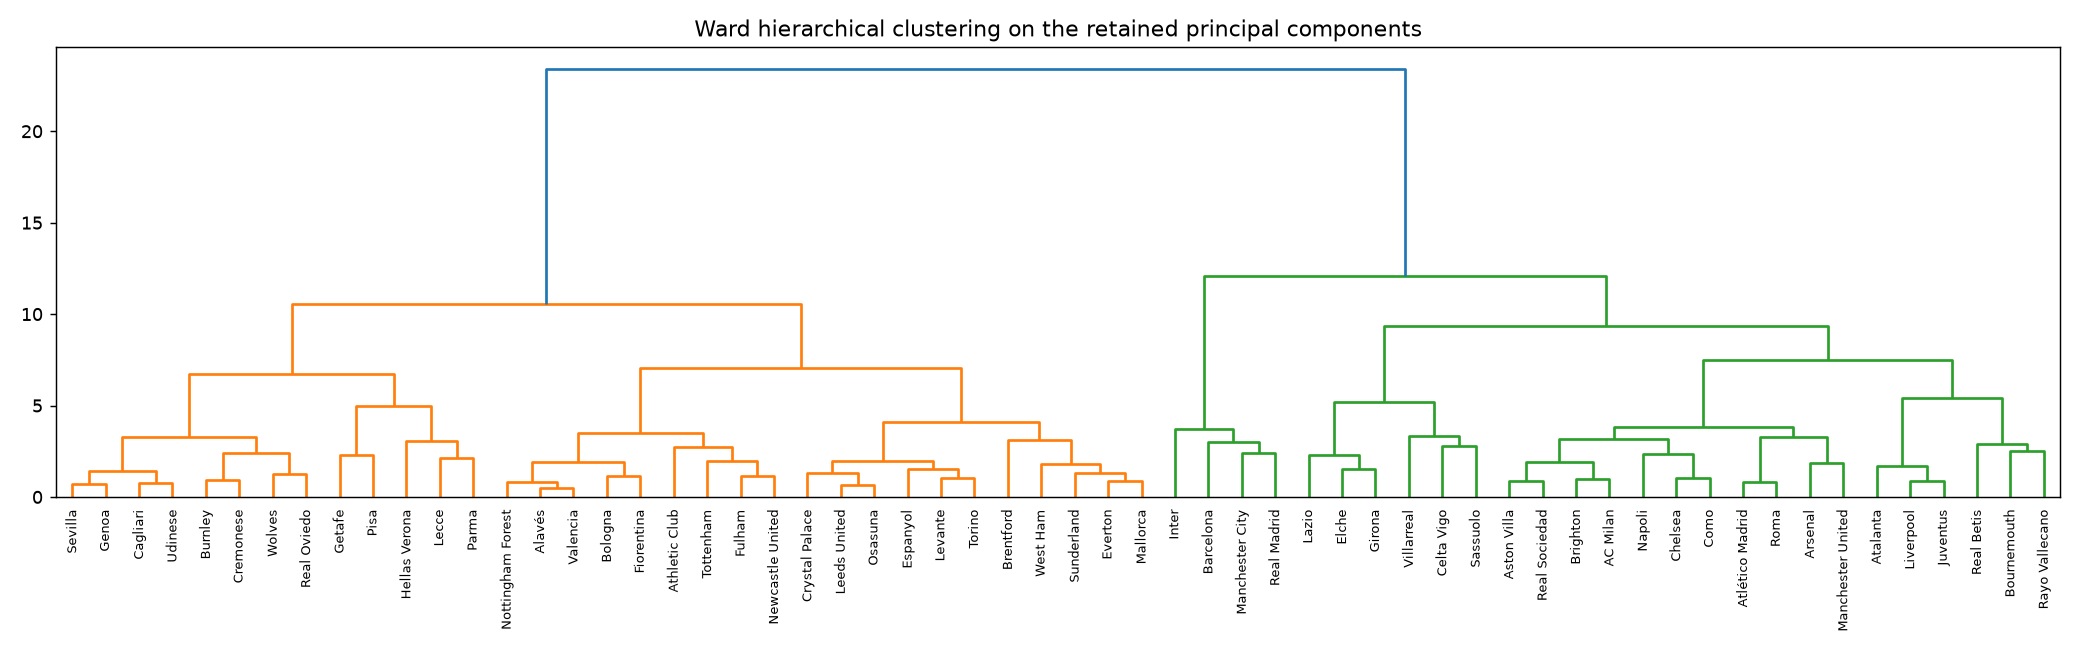 Ward hierarchical clustering on the retained principal components
20
15
10
5
0
Sevilla
Genoa
Cagliari
Udinese
Burnley
Cremonese
Wolves
Real Oviedo
Getafe
Pisa
Hellas Verona
Lecce
Parma
Nottingham Forest
Alavés
Valencia
Bologna
Fiorentina
Athletic Club
Tottenham
Fulham
Newcastle United
Crystal Palace
Leeds United
Osasuna
Espanyol
Levante
Torino
Brentford
West Ham
Sunderland
Everton
Mallorca
Inter
Barcelona
Manchester City
Real Madrid
Lazio
Elche
Girona
Villarreal
Celta Vigo
Sassuolo
Aston Villa
Real Sociedad
Brighton
AC Milan
Napoli
Chelsea
Como
Atlético Madrid
Roma
Arsenal
Manchester United
Atalanta
Liverpool
Juventus
Real Betis
Bournemouth
Rayo Vallecano